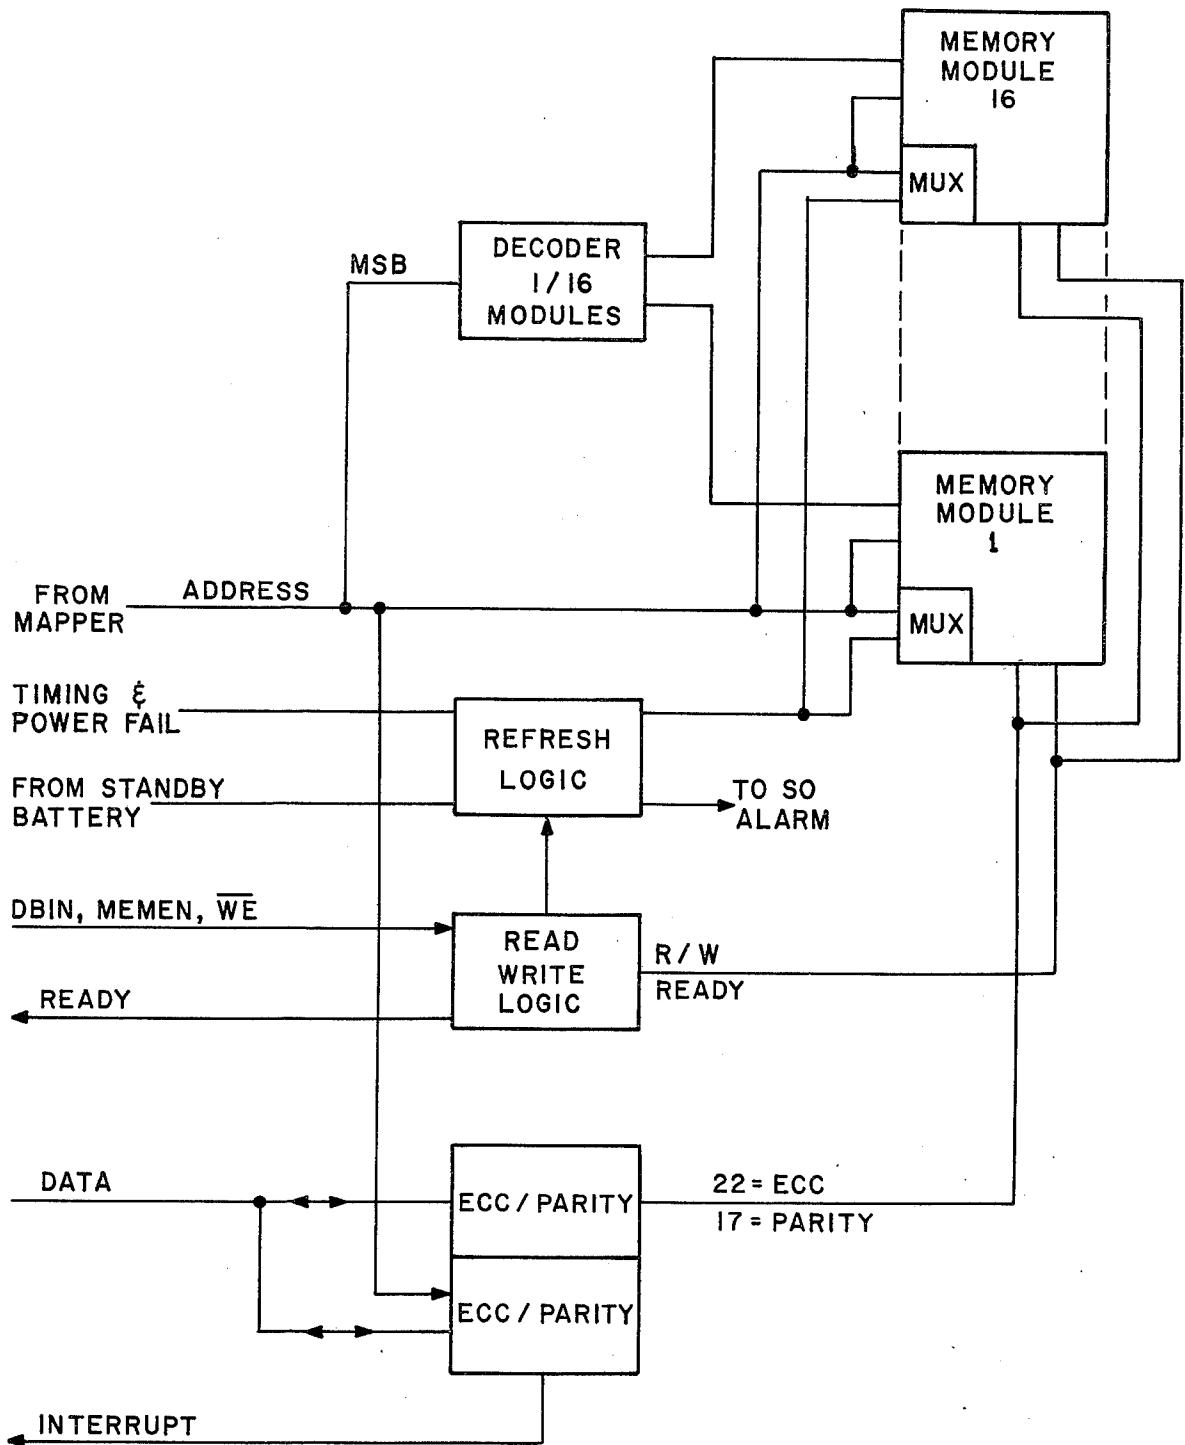 MEMORY
MODULE
16
MUX
MSB
DECODER
1/16
MODULES
MEMORY
MODULE
1
MUX
FROM
MAPPER
ADDRESS
TIMING &
POWER FAIL
REFRESH
LOGIC
FROM STANDBY
BATTERY
TO SO
ALARM
DBIN, MEMEN, W̅E̅
READ
WRITE
LOGIC
R/W
READY
READY
DATA
ECC/PARITY
22=ECC
17=PARITY
ECC/PARITY
INTERRUPT